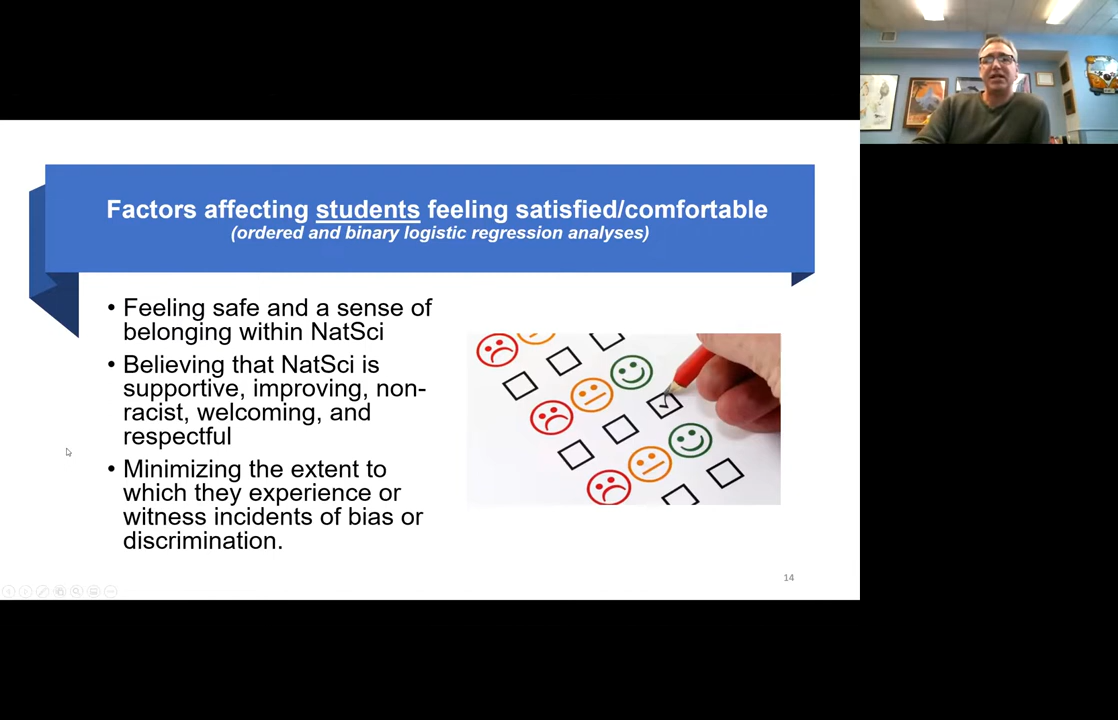 Factors affecting students feeling satisfied/comfortable
(ordered and binary logistic regression analyses)
• Feeling safe and a sense of
belonging within NatSci
• Believing that NatSci is
supportive, improving, non-
racist, welcoming, and
respectful
• Minimizing the extent to
which they experience or
witness incidents of bias or
discrimination.
14